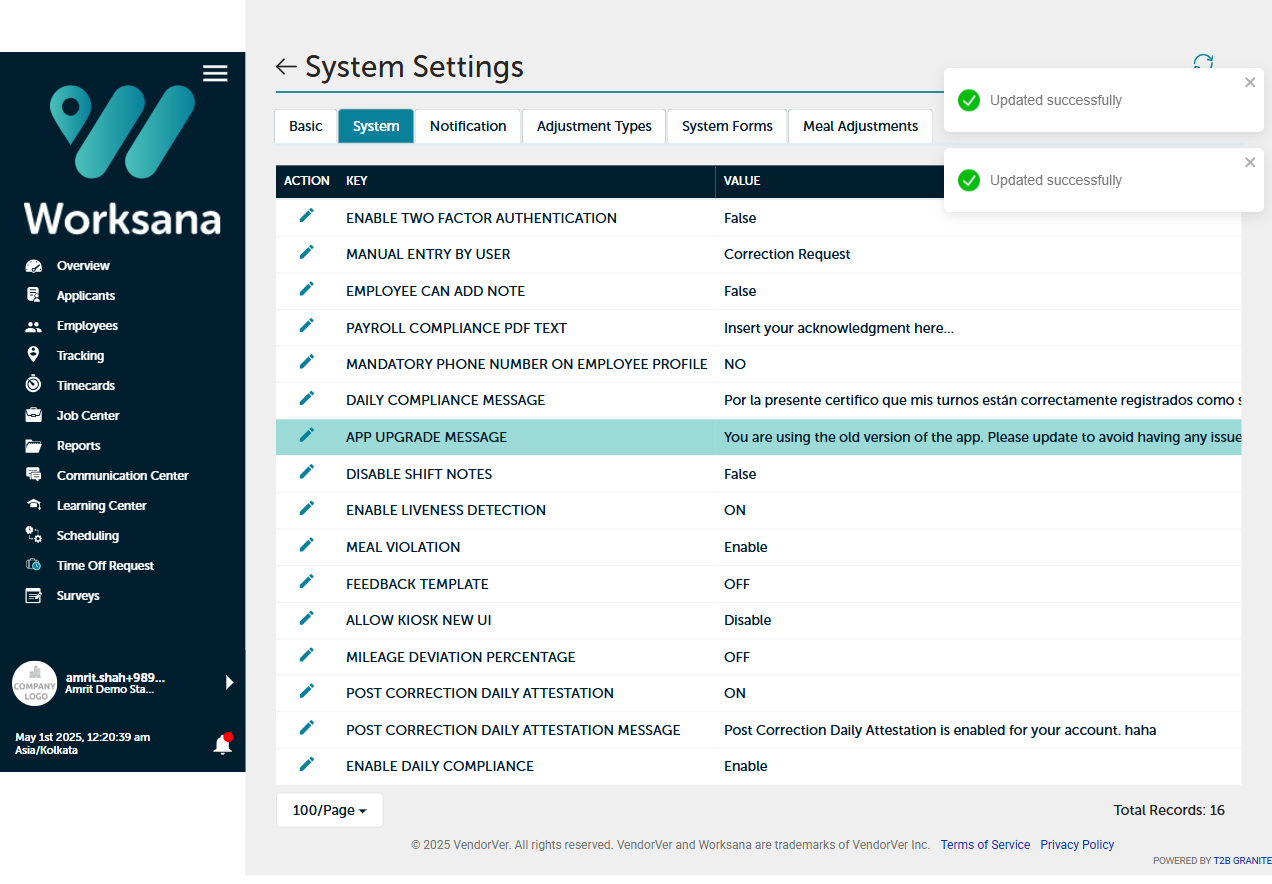 Worksana
Overview
Applicants
Employees
Tracking
Timecards
Job Center
Reports
Communication Center
Learning Center
Scheduling
Time Off Request
Surveys
COMPANY
LOGO
amrit.shah+989...
Amrit Demo Sta...
May 1st 2025, 12:20:39 am
Asia/Kolkata
System Settings
Updated successfully
Updated successfully
Basic System Notification Adjustment Types System Forms Meal Adjustments
ACTION KEY VALUE
ENABLE TWO FACTOR AUTHENTICATION False
MANUAL ENTRY BY USER Correction Request
EMPLOYEE CAN ADD NOTE False
PAYROLL COMPLIANCE PDF TEXT Insert your acknowledgment here...
MANDATORY PHONE NUMBER ON EMPLOYEE PROFILE NO
DAILY COMPLIANCE MESSAGE Por la presente certifico que mis turnos están correctamente registrados como s
APP UPGRADE MESSAGE You are using the old version of the app. Please update to avoid having any issue
DISABLE SHIFT NOTES False
ENABLE LIVENESS DETECTION ON
MEAL VIOLATION Enable
FEEDBACK TEMPLATE OFF
ALLOW KIOSK NEW UI Disable
MILEAGE DEVIATION PERCENTAGE OFF
POST CORRECTION DAILY ATTESTATION ON
POST CORRECTION DAILY ATTESTATION MESSAGE Post Correction Daily Attestation is enabled for your account. haha
ENABLE DAILY COMPLIANCE Enable
100/Page Total Records: 16
© 2025 VendorVer. All rights reserved. VendorVer and Worksana are trademarks of VendorVer Inc. Terms of Service Privacy Policy
POWERED BY T2B GRANITE